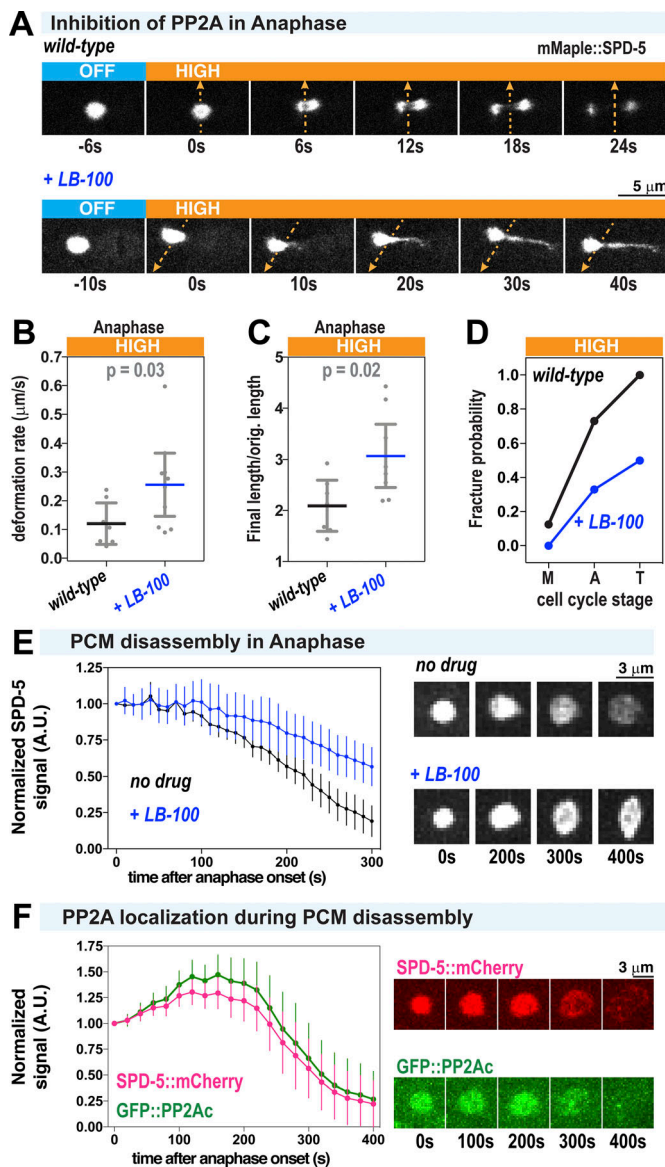 A Inhibition of PP2A in Anaphase
wild-type mMaple::SPD-5
OFF HIGH
-6s 0s 6s 12s 18s 24s
+ LB-100 5 μm
OFF HIGH
-10s 0s 10s 20s 30s 40s
B Anaphase
HIGH
p = 0.03
deformation rate (μm/s)
0.7
0.6
0.5
0.4
0.3
0.2
0.1
0.0
wild-type + LB-100
C Anaphase
HIGH
p = 0.02
Final length/orig. length
5
4
3
2
1
wild-type + LB-100
D HIGH
wild-type
+ LB-100
Fracture probability
1.0
0.8
0.6
0.4
0.2
0.0
M A T
cell cycle stage
E PCM disassembly in Anaphase
Normalized SPD-5
signal (A.U.)
1.25
1.00
0.75
0.50
0.25
0.00
no drug
+ LB-100
0 100 200 300
time after anaphase onset (s)
no drug 3 μm
+ LB-100
0s 200s 300s 400s
F PP2A localization during PCM disassembly
Normalized
signal (A.U.)
1.75
1.50
1.25
1.00
0.75
0.50
0.25
0.00
SPD-5::mCherry
GFP::PP2Ac
0 100 200 300 400
time after anaphase onset (s)
SPD-5::mCherry 3 μm
GFP::PP2Ac
0s 100s 200s 300s 400s